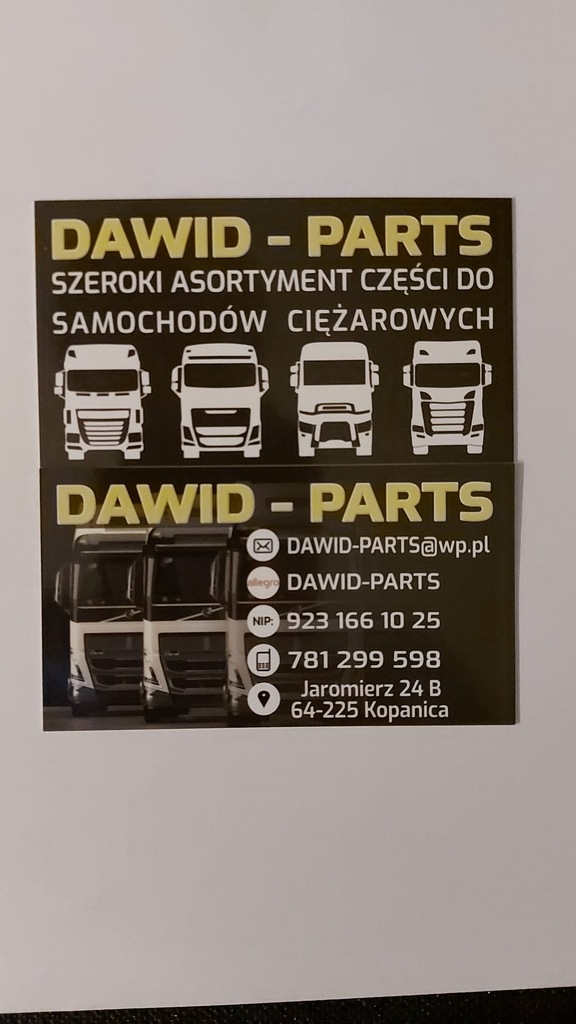 DAWID - PARTS
SZEROKI ASORTYMENT CZĘŚCI DO
SAMOCHODÓW CIĘŻAROWYCH
DAWID - PARTS
DAWID-PARTS@wp.pl
allegro DAWID-PARTS
NIP: 923 166 10 25
781 299 598
Jaromierz 24 B
64-225 Kopanica